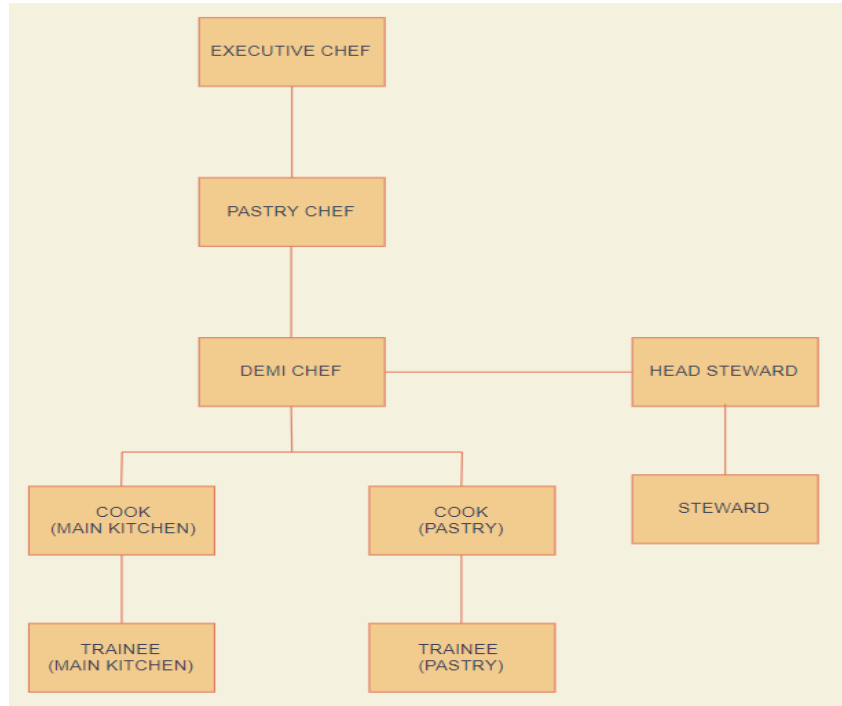 EXECUTIVE CHEF
PASTRY CHEF
DEMI CHEF
HEAD STEWARD
COOK
(MAIN KITCHEN)
COOK
(PASTRY)
STEWARD
TRAINEE
(MAIN KITCHEN)
TRAINEE
(PASTRY)